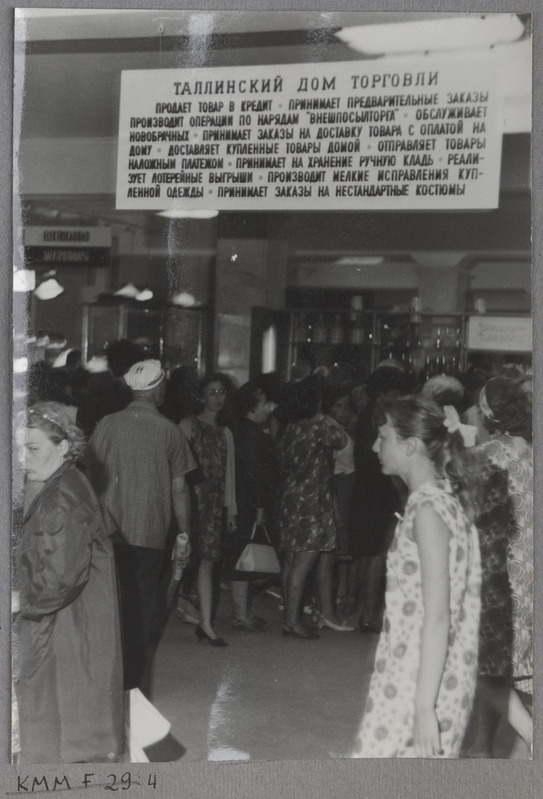 ТАЛЛИНСКИЙ ДОМ ТОРГОВЛИ
ПРОДАЕТ ТОВАР В КРЕДИТ • ПРИНИМАЕТ ПРЕДВАРИТЕЛЬНЫЕ ЗАКАЗЫ
ПРОИЗВОДИТ ОПЕРАЦИИ ПО НАРЯДАМ "ВНЕШПОСЫЛТОРГА" • ОБСЛУЖИВАЕТ
НОВОБРАЧНЫХ • ПРИНИМАЕТ ЗАКАЗЫ НА ДОСТАВКУ ТОВАРА С ОПЛАТОЙ НА
ДОМУ • ДОСТАВЛЯЕТ КУПЛЕННЫЕ ТОВАРЫ ДОМОЙ • ОТПРАВЛЯЕТ ТОВАРЫ
НАЛОЖНЫМ ПЛАТЕЖОМ • ПРИНИМАЕТ НА ХРАНЕНИЕ РУЧНУЮ КЛАДЬ • РЕАЛИ-
ЗУЕТ ЛОТЕРЕЙНЫЕ ВЫИГРЫШИ • ПРОИЗВОДИТ МЕЛКИЕ ИСПРАВЛЕНИЯ КУП-
ЛЕННОЙ ОДЕЖДЫ • ПРИНИМАЕТ ЗАКАЗЫ НА НЕСТАНДАРТНЫЕ КОСТЮМЫ
KMM F 29-4